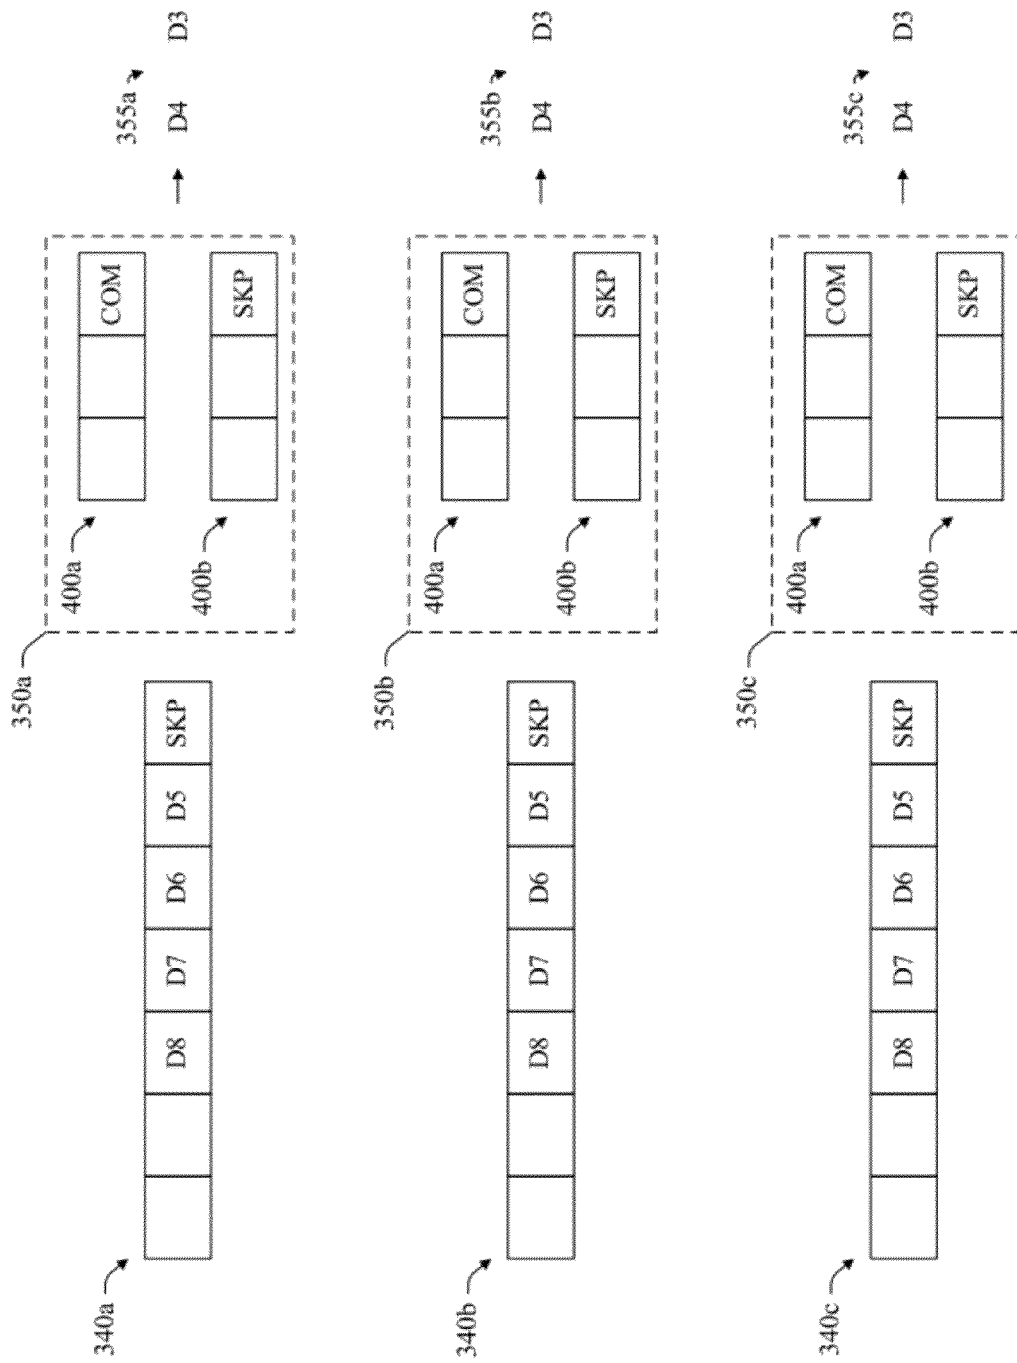 350a
400a
COM
355a
340a
D8 D7 D6 D5 SKP
D4 D3
400b
SKP
350b
400a
COM
355b
340b
D8 D7 D6 D5 SKP
D4 D3
400b
SKP
350c
400a
COM
355c
340c
D8 D7 D6 D5 SKP
D4 D3
400b
SKP